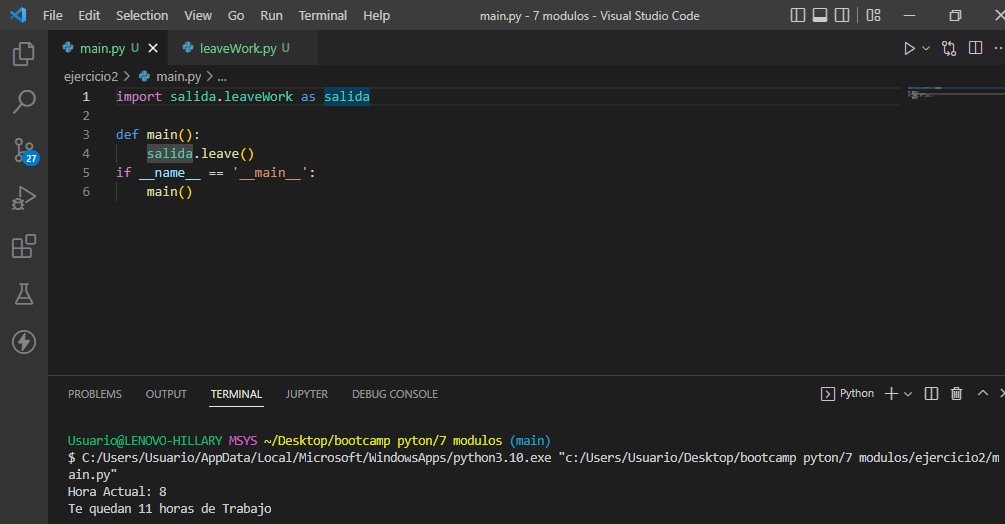 File Edit Selection View Go Run Terminal Help main.py - 7 modulos - Visual Studio Code
main.py U leaveWork.py U
ejercicio2 > main.py > ...
1 import salida.leaveWork as salida
2
3 def main():
4 salida.leave()
5 if __name__ == '__main__':
6 main()
27
PROBLEMS OUTPUT TERMINAL JUPYTER DEBUG CONSOLE Python
Usuario@LENOVO-HILLARY MSYS ~/Desktop/bootcamp pyton/7 modulos (main)
$ C:/Users/Usuario/AppData/Local/Microsoft/WindowsApps/python3.10.exe "c:/Users/Usuario/Desktop/bootcamp pyton/7 modulos/ejercicio2/m
ain.py"
Hora Actual: 8
Te quedan 11 horas de Trabajo